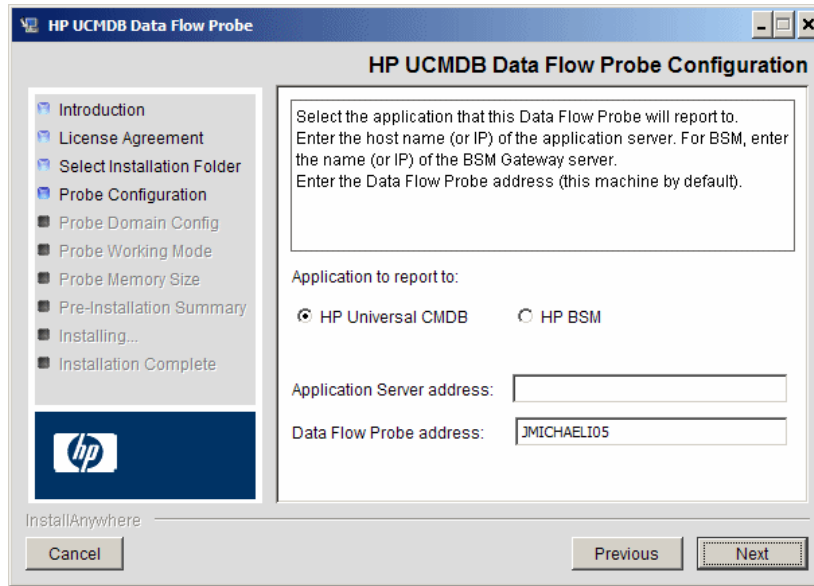 HP UCMDB Data Flow Probe
HP UCMDB Data Flow Probe Configuration
Introduction
License Agreement
Select Installation Folder
Probe Configuration
Probe Domain Config
Probe Working Mode
Probe Memory Size
Pre-Installation Summary
Installing...
Installation Complete
hp
Select the application that this Data Flow Probe will report to.
Enter the host name (or IP) of the application server. For BSM, enter
the name (or IP) of the BSM Gateway server.
Enter the Data Flow Probe address (this machine by default).
Application to report to:
HP Universal CMDB HP BSM
Application Server address:
Data Flow Probe address: JMICHAELI05
InstallAnywhere
Cancel Previous Next